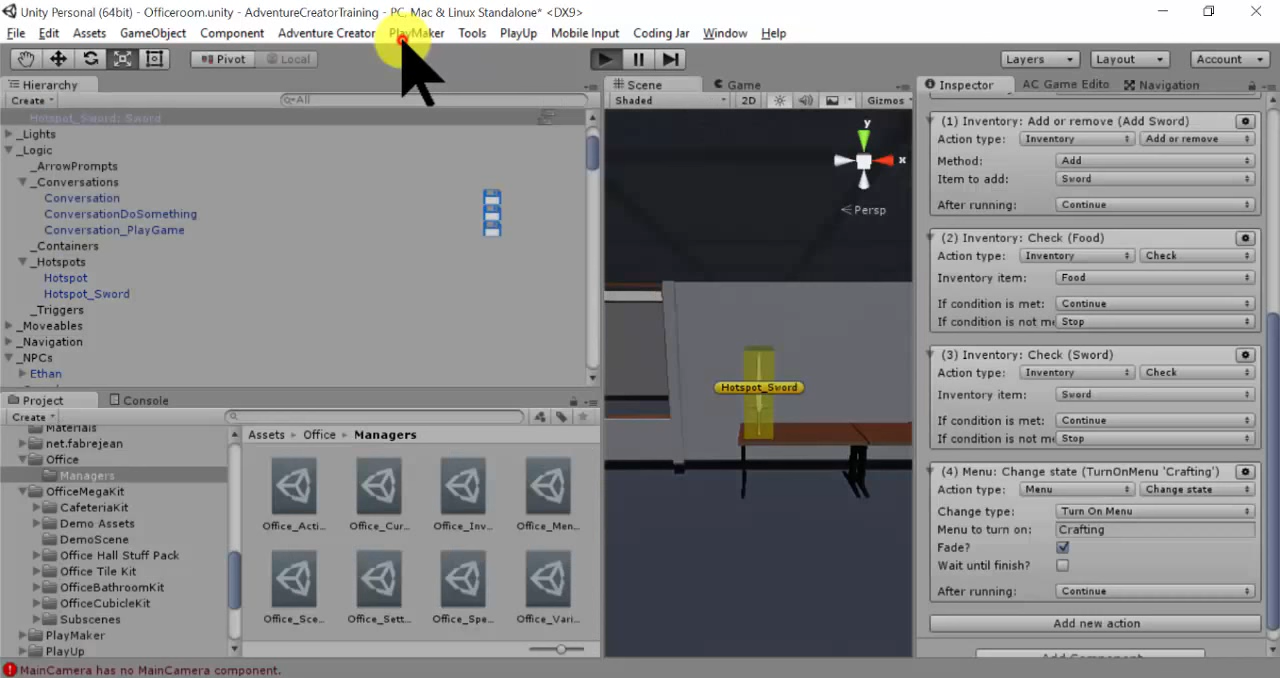 Unity Personal (64bit) - Officeroom.unity - AdventureCreatorTraining - PC, Mac & Linux Standalone* <DX9>
File Edit Assets GameObject Component Adventure Creator PlayMaker Tools PlayUp Mobile Input Coding Jar Window Help
Pivot Local Layers Layout Account
Hierarchy
Create All
Hotspot_Sword: Sword
_Lights
_Logic
_ArrowPrompts
_Conversations
Conversation
ConversationDoSomething
Conversation_PlayGame
_Containers
_Hotspots
Hotspot
Hotspot_Sword
_Triggers
_Moveables
_Navigation
_NPCs
Ethan
Project Console
Create
Materials
net.fabrejean
Office
Managers
OfficeMegaKit
CafeteriaKit
Demo Assets
DemoScene
Office Hall Stuff Pack
Office Tile Kit
OfficeBathroomKit
OfficeCubicleKit
Subscenes
PlayMaker
PlayUp
Assets Office Managers
Office_Acti... Office_Cur... Office_Inv... Office_Men...
Office_Sce... Office_Sett... Office_Spe... Office_Vari...
Scene Game
Shaded 2D Gizmos
y
x
Persp
Hotspot_Sword
Inspector AC Game Edito Navigation
(1) Inventory: Add or remove (Add Sword)
Action type: Inventory Add or remove
Method: Add
Item to add: Sword
After running: Continue
(2) Inventory: Check (Food)
Action type: Inventory Check
Inventory item: Food
If condition is met: Continue
If condition is not me Stop
(3) Inventory: Check (Sword)
Action type: Inventory Check
Inventory item: Sword
If condition is met: Continue
If condition is not me Stop
(4) Menu: Change state (TurnOnMenu 'Crafting')
Action type: Menu Change state
Change type: Turn On Menu
Menu to turn on: Crafting
Fade?
Wait until finish?
After running: Continue
Add new action
Add Component
MainCamera has no MainCamera component.